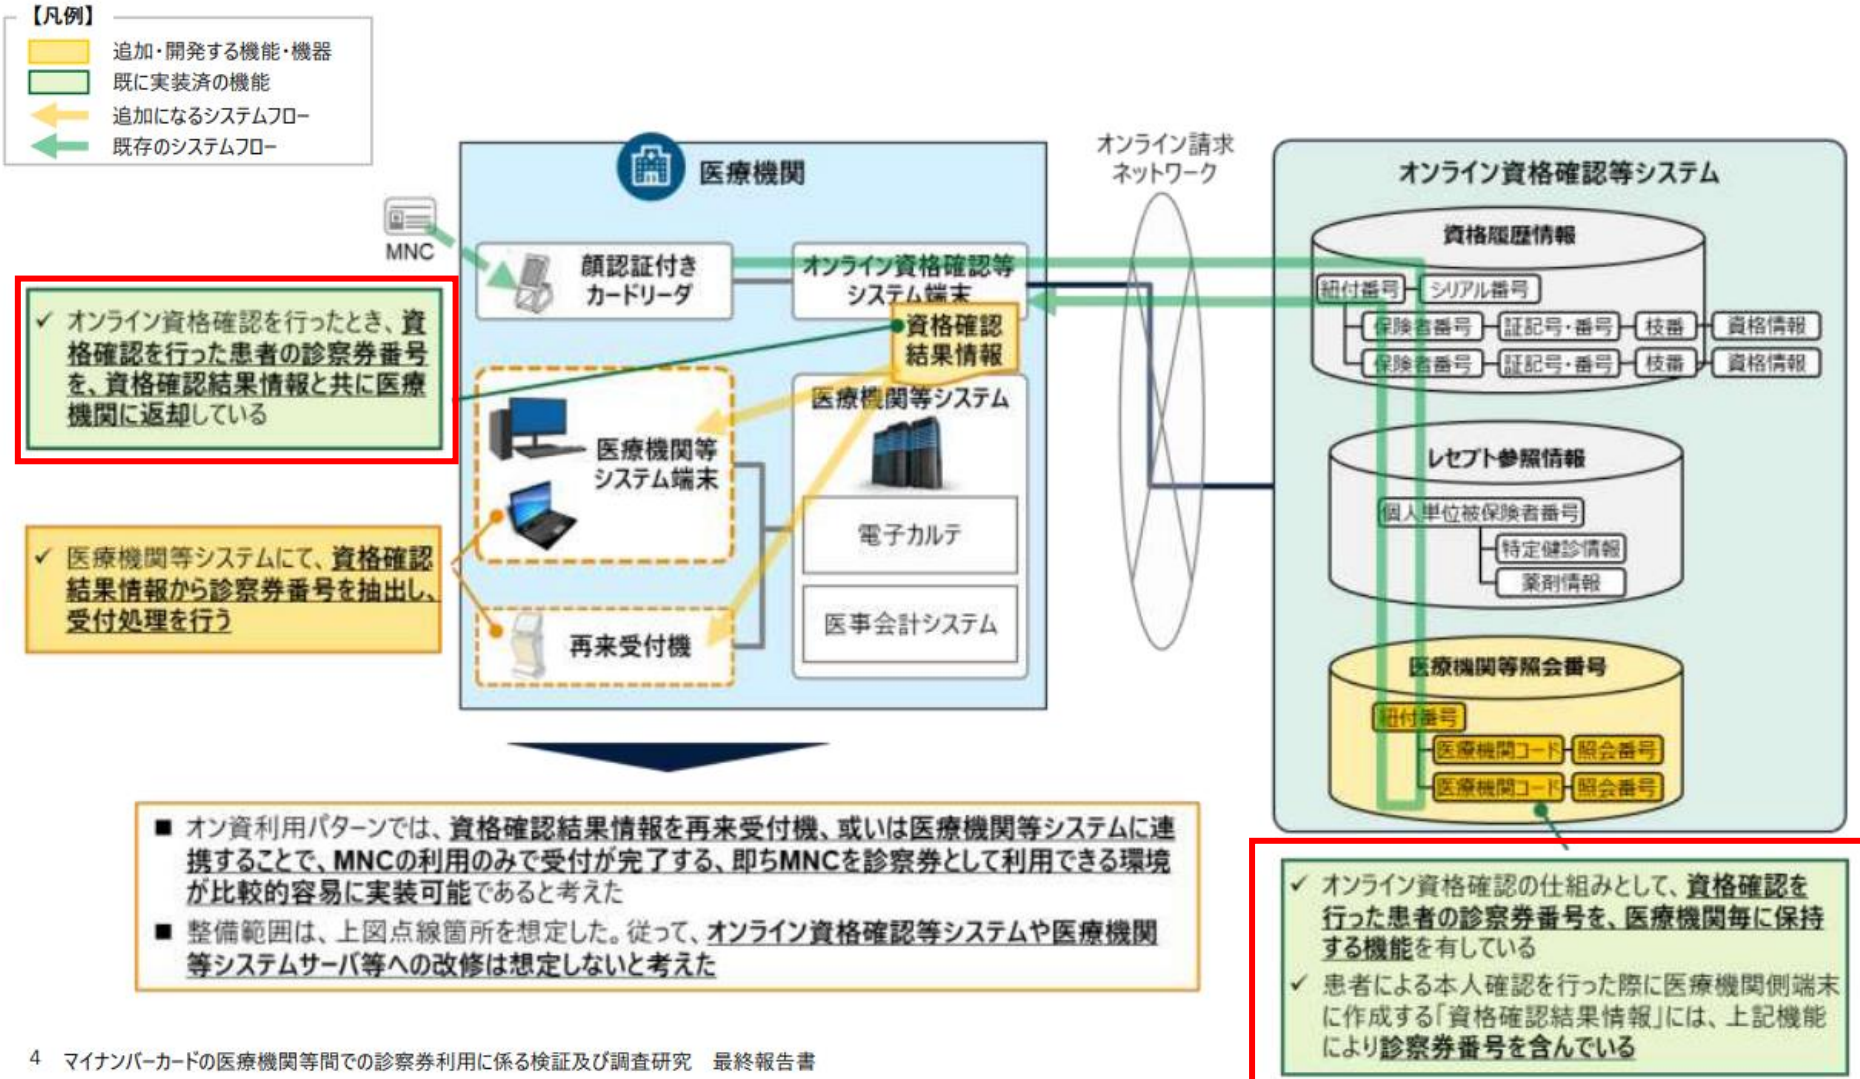 【凡例】
追加・開発する機能・機器
既に実装済の機能
追加になるシステムフロー
既存のシステムフロー
MNC
医療機関
顔認証付き
カードリーダ
オンライン資格確認等
システム端末
資格確認
結果情報
医療機関等
システム端末
再来受付機
医療機関等システム
電子カルテ
医事会計システム
オンライン請求
ネットワーク
オンライン資格確認等システム
資格履歴情報
紐付番号 シリアル番号
保険者番号 証記号・番号 枝番 資格情報
保険者番号 証記号・番号 枝番 資格情報
レセプト参照情報
個人単位被保険者番号
特定健診情報
薬剤情報
医療機関等照会番号
紐付番号
医療機関コード 照会番号
医療機関コード 照会番号
✓ オンライン資格確認を行ったとき、資
格確認を行った患者の診察券番号
を、資格確認結果情報と共に医療
機関に返却している
✓ 医療機関等システムにて、資格確認
結果情報から診察券番号を抽出し、
受付処理を行う
■ オン資利用パターンでは、資格確認結果情報を再来受付機、或いは医療機関等システムに連
携することで、MNCの利用のみで受付が完了する、即ちMNCを診察券として利用できる環境
が比較的容易に実装可能であると考えた
■ 整備範囲は、上図点線箇所を想定した。従って、オンライン資格確認等システムや医療機関
等システムサーバ等への改修は想定しないと考えた
✓ オンライン資格確認の仕組みとして、資格確認を
行った患者の診察券番号を、医療機関毎に保持
する機能を有している
✓ 患者による本人確認を行った際に医療機関側端末
に作成する「資格確認結果情報」には、上記機能
により診察券番号を含んでいる
4 マイナンバーカードの医療機関等間での診察券利用に係る検証及び調査研究 最終報告書